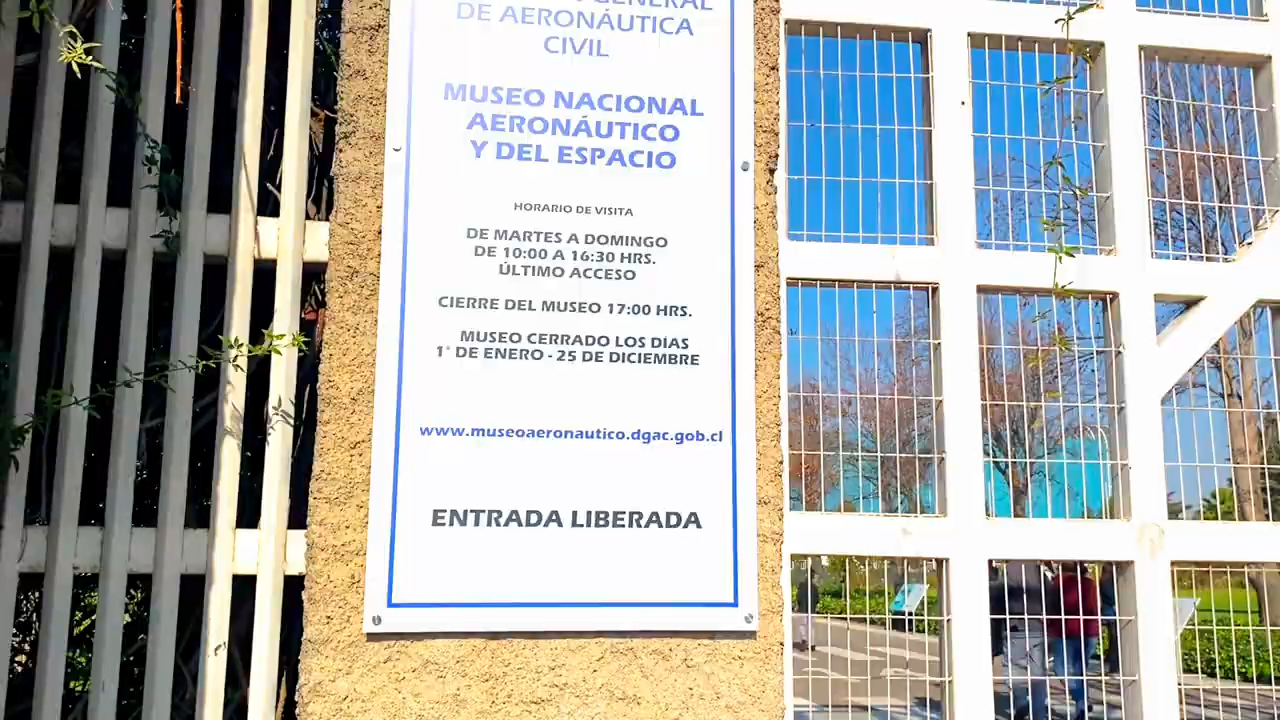 GENERAL
DE AERONÁUTICA
CIVIL
MUSEO NACIONAL
AERONÁUTICO
Y DEL ESPACIO
HORARIO DE VISITA
DE MARTES A DOMINGO
DE 10:00 A 16:30 HRS.
ÚLTIMO ACCESO
CIERRE DEL MUSEO 17:00 HRS.
MUSEO CERRADO LOS DÍAS
1° DE ENERO - 25 DE DICIEMBRE
www.museoaeronautico.dgac.gob.cl
ENTRADA LIBERADA